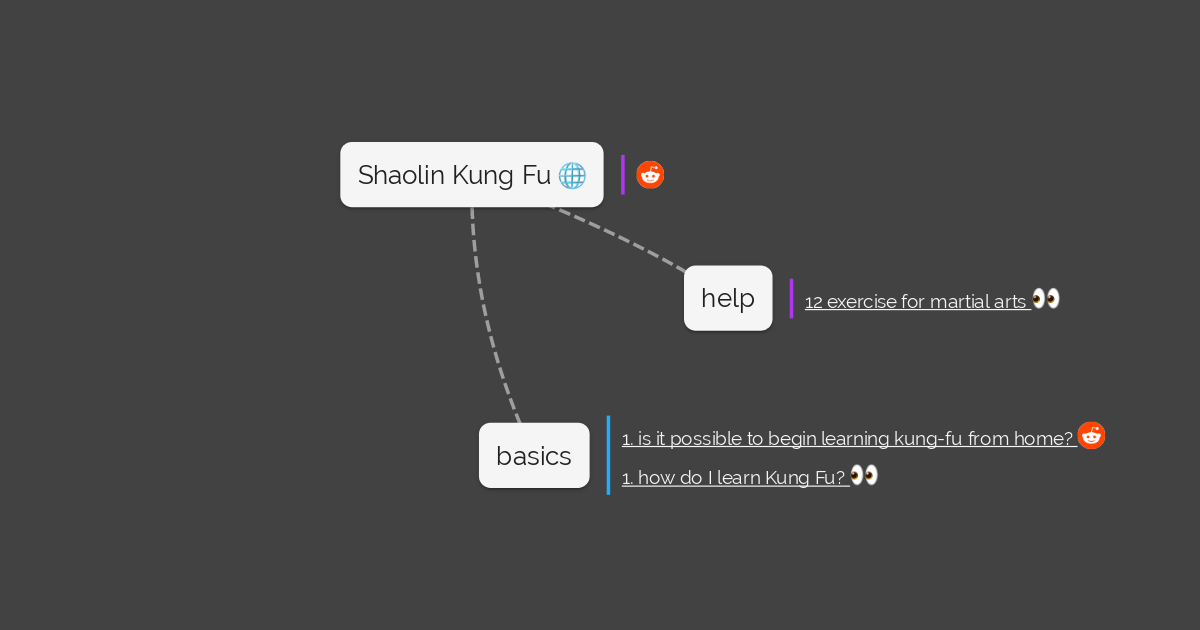 Shaolin Kung Fu 🌐
help
12 exercise for martial arts 👀
basics
1. is it possible to begin learning kung-fu from home?
1. how do I learn Kung Fu? 👀